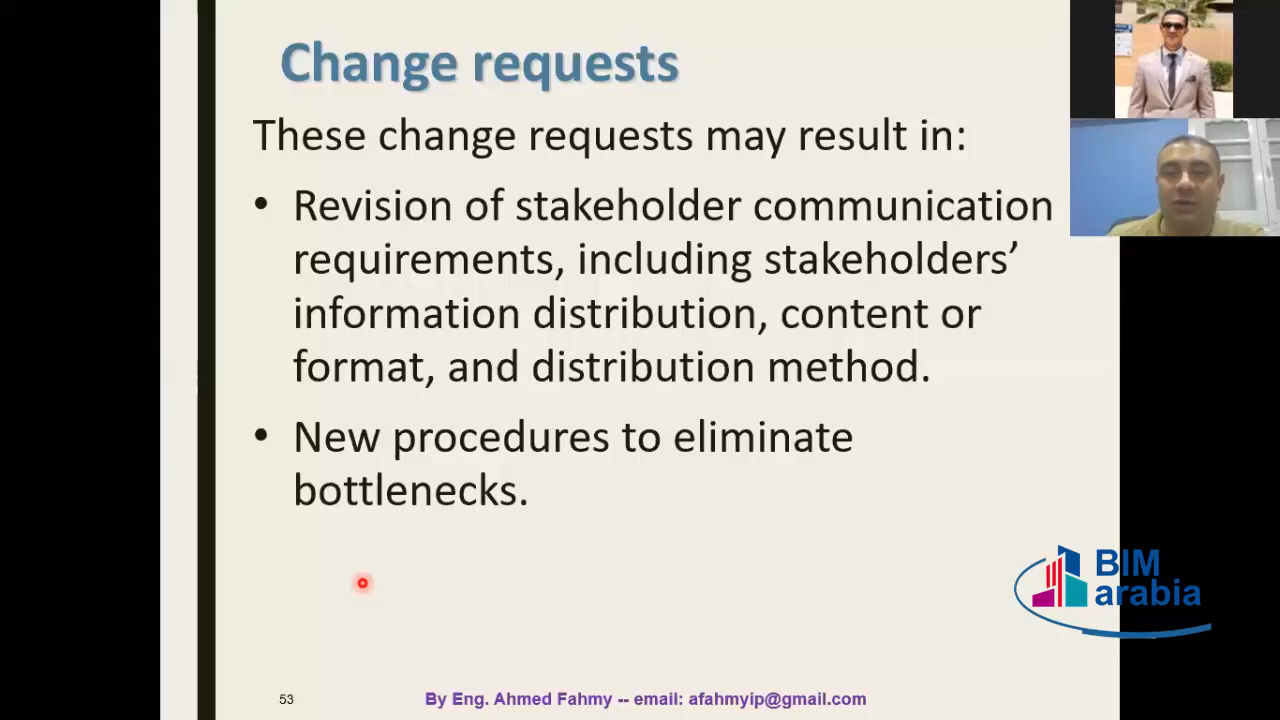 Change requests
These change requests may result in:
• Revision of stakeholder communication
requirements, including stakeholders’
information distribution, content or
format, and distribution method.
• New procedures to eliminate
bottlenecks.
BIM
arabia
53
By Eng. Ahmed Fahmy -- email: afahmyip@gmail.com